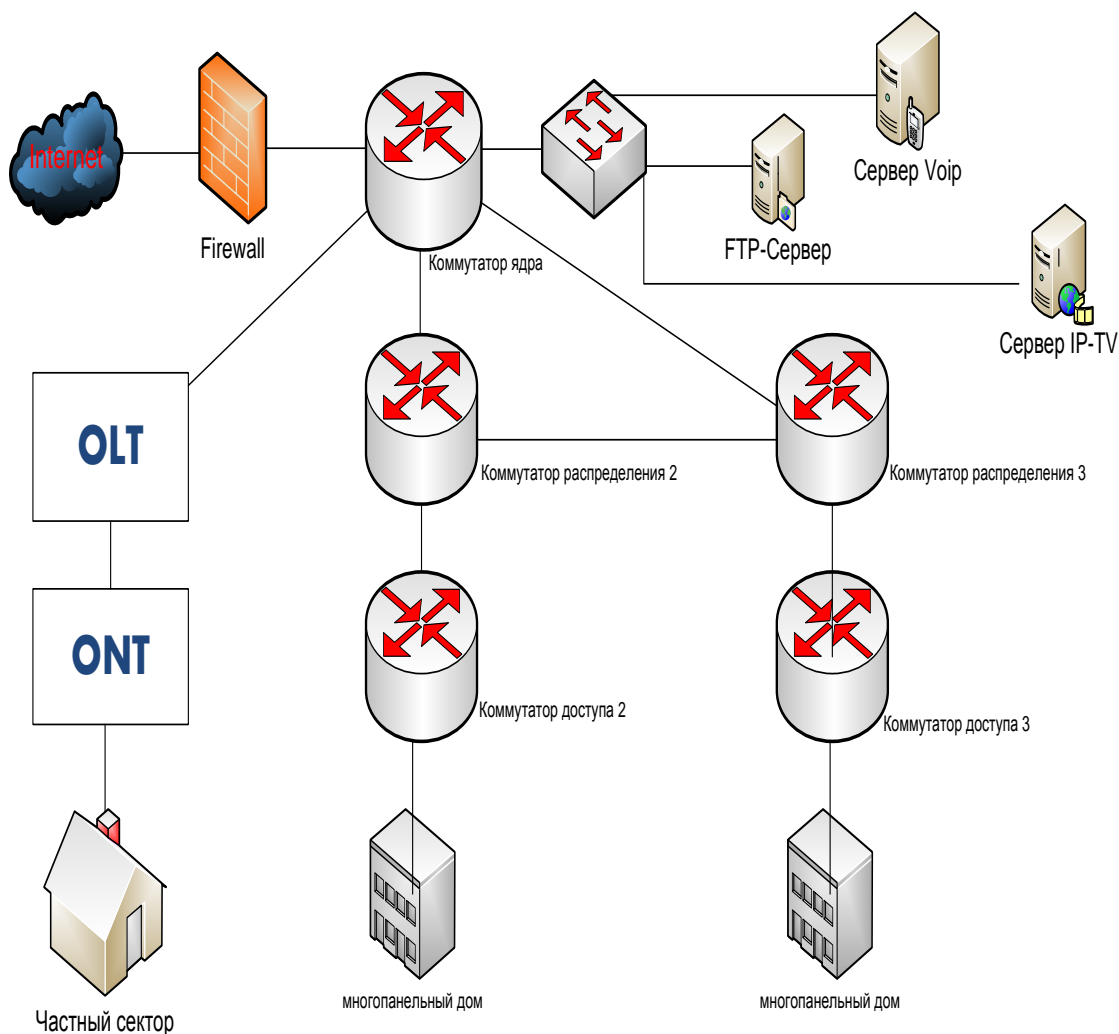 Internet
Firewall
Коммутатор ядра
Сервер Voip
FTP-Сервер
Сервер IP-TV
OLT
Коммутатор распределения 2
Коммутатор распределения 3
ONT
Коммутатор доступа 2
Коммутатор доступа 3
Частный сектор
многопанельный дом
многопанельный дом